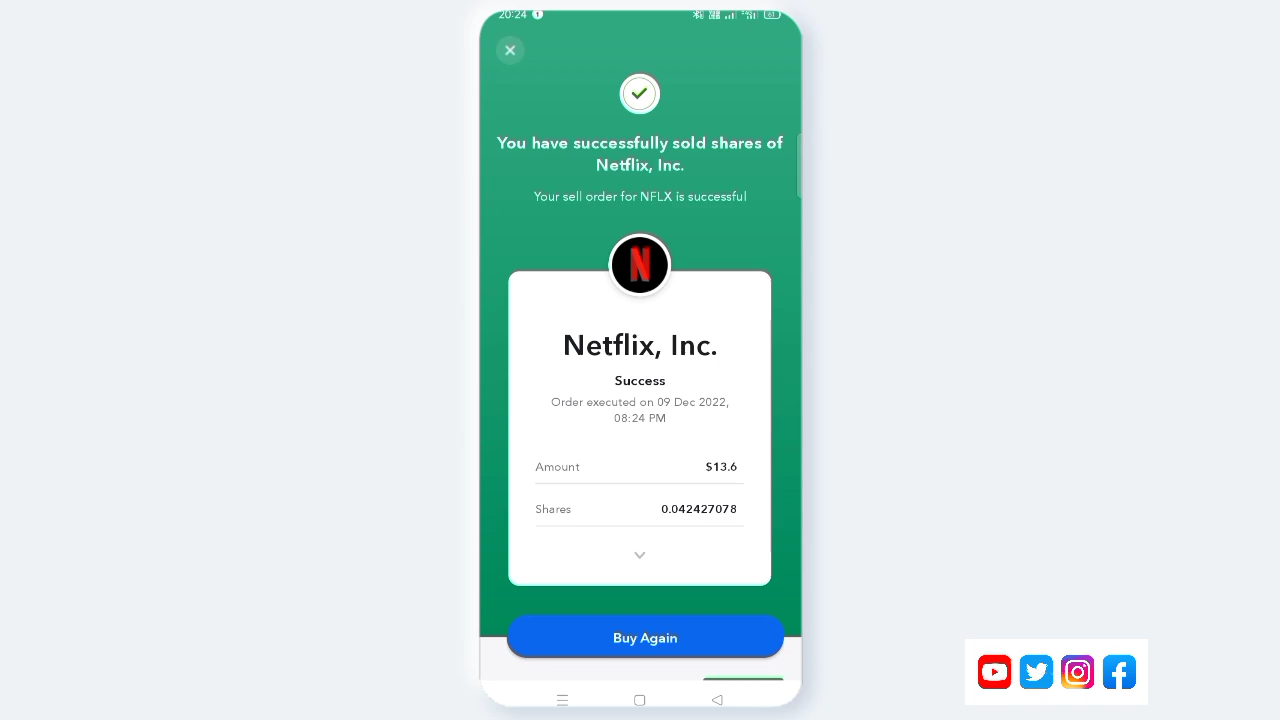 20:24
You have successfully sold shares of
Netflix, Inc.
Your sell order for NFLX is successful
N
Netflix, Inc.
Success
Order executed on 09 Dec 2022,
08:24 PM
Amount $13.6
Shares 0.042427078
Buy Again